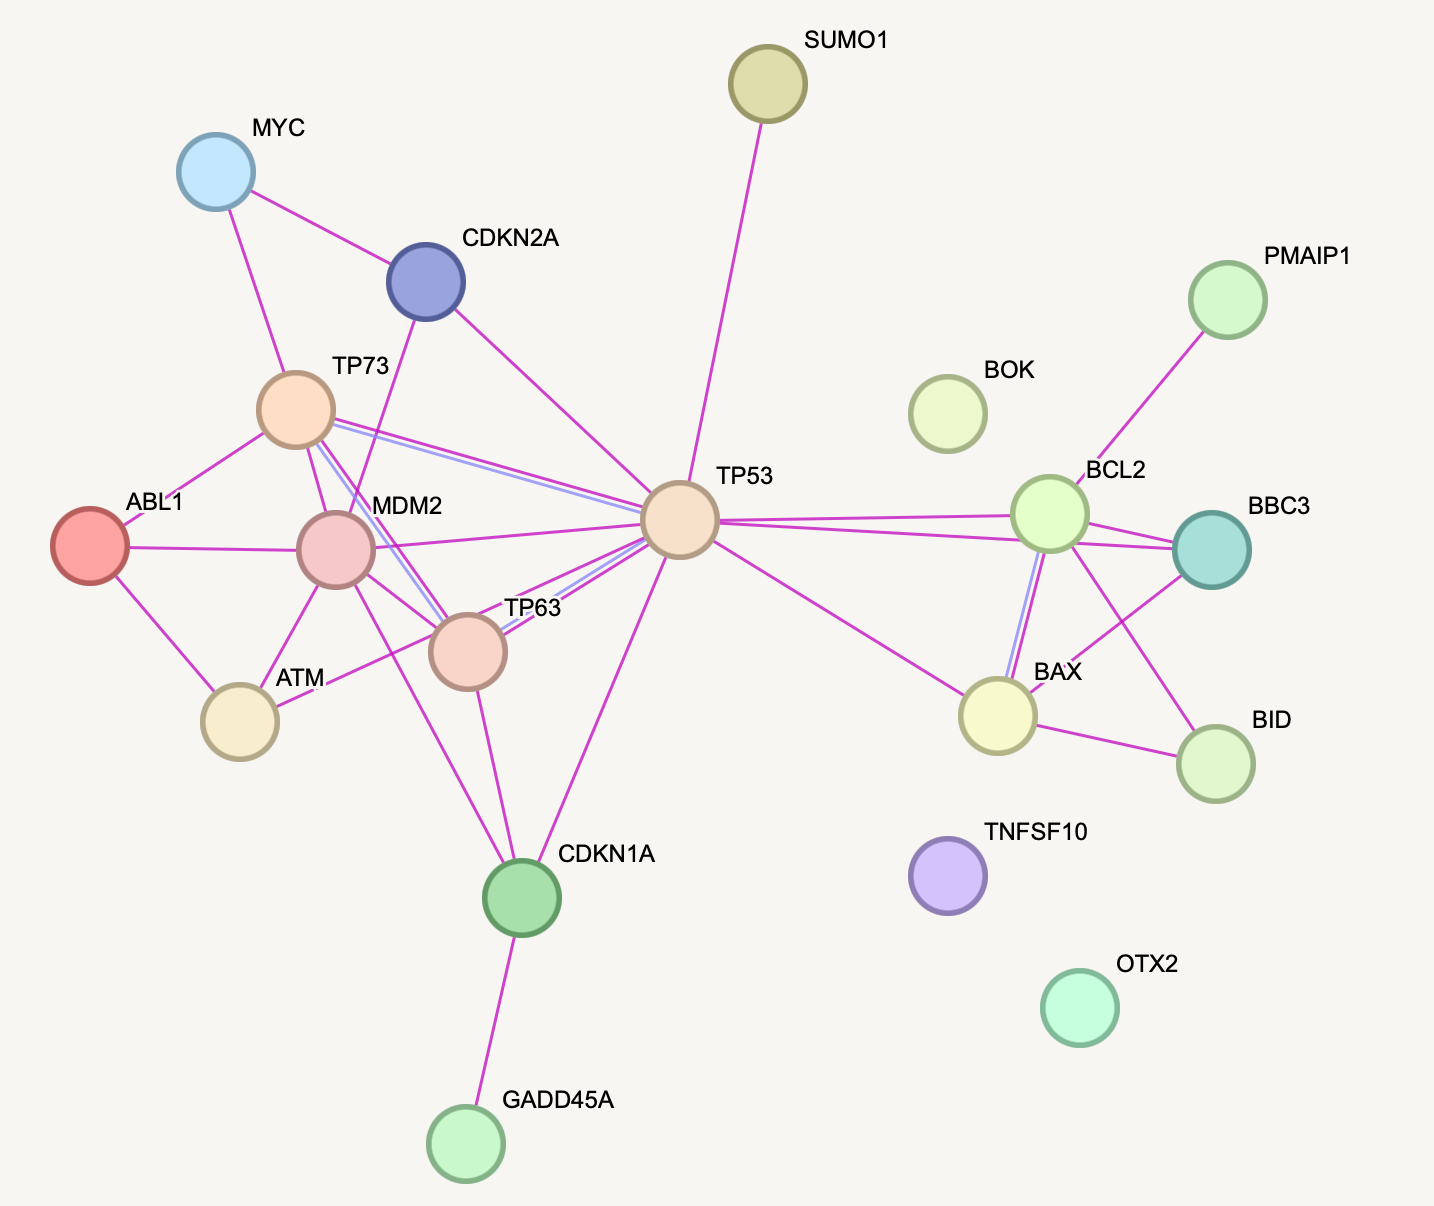 SUMO1
MYC
CDKN2A
PMAIP1
TP73
BOK
BCL2
TP53
ABL1
MDM2
BBC3
TP63
ATM
BAX
BID
TNFSF10
CDKN1A
OTX2
GADD45A